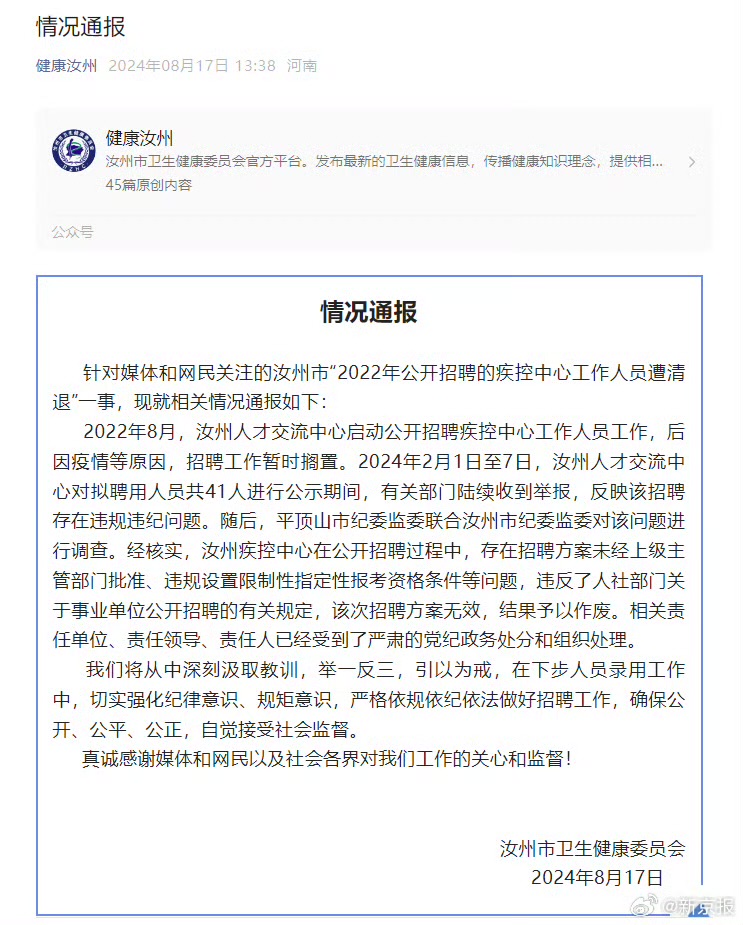 情况通报
健康汝州 2024年08月17日 13:38 河南
健康汝州
汝州市卫生健康委员会官方平台。发布最新的卫生健康信息，传播健康知识理念，提供相...
45篇原创内容
公众号
情况通报
针对媒体和网民关注的汝州市“2022年公开招聘的疾控中心工作人员遭清
退”一事，现就相关情况通报如下：
2022年8月，汝州人才交流中心启动公开招聘疾控中心工作人员工作，后
因疫情等原因，招聘工作暂时搁置。2024年2月1日至7日，汝州人才交流中
心对拟聘用人员共41人进行公示期间，有关部门陆续收到举报，反映该招聘
存在违规违纪问题。随后，平顶山市纪委监委联合汝州市纪委监委对该问题进
行调查。经核实，汝州疾控中心在公开招聘过程中，存在招聘方案未经上级主
管部门批准、违规设置限制性指定性报考资格条件等问题，违反了人社部门关
于事业单位公开招聘的有关规定，该次招聘方案无效，结果予以作废。相关责
任单位、责任领导、责任人已经受到了严肃的党纪政务处分和组织处理。
我们将从中深刻汲取教训，举一反三，引以为戒，在下步人员录用工作
中，切实强化纪律意识、规矩意识，严格依规依纪依法做好招聘工作，确保公
开、公平、公正，自觉接受社会监督。
真诚感谢媒体和网民以及社会各界对我们工作的关心和监督！
汝州市卫生健康委员会
2024年8月17日
@新京报